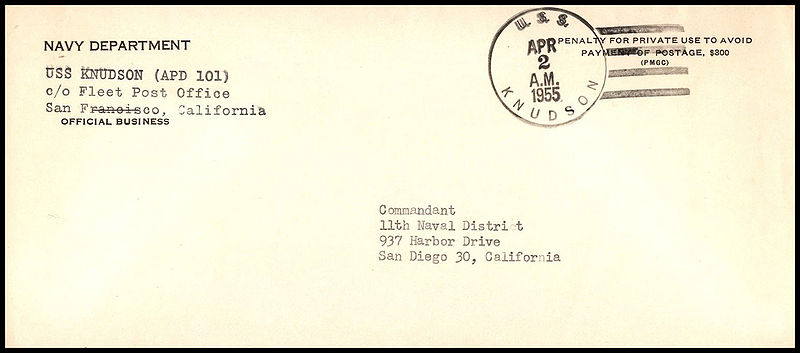 NAVY DEPARTMENT
USS KNUDSON (APD 101)
c/o Fleet Post Office
San Francisco, California
OFFICIAL BUSINESS
U.S.S.
APR
2
A.M.
1955
KNUDSON
PENALTY FOR PRIVATE USE TO AVOID
PAYMENT OF POSTAGE, $300
(PMGC)
Commandant
11th Naval District
937 Harbor Drive
San Diego 30, California